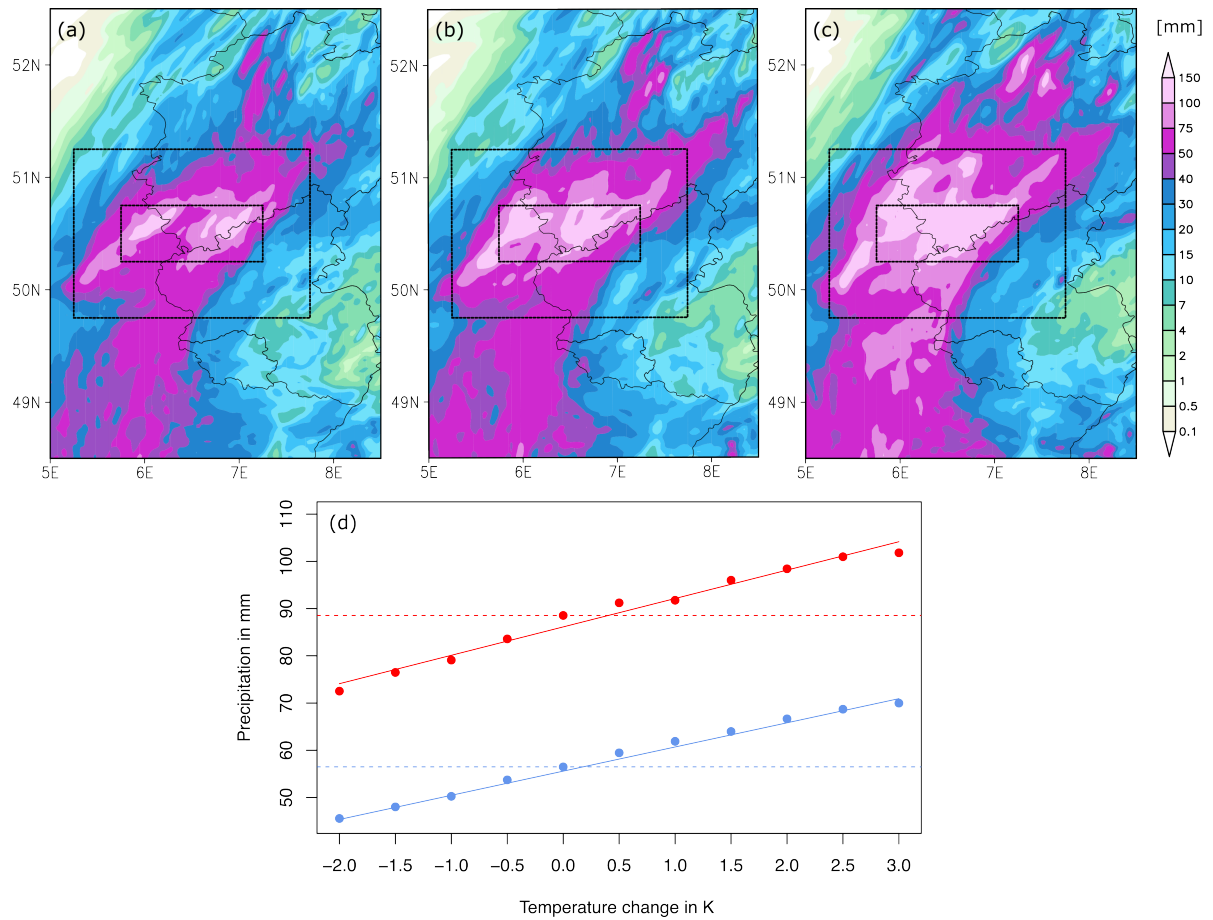 (a) (b) (c) [mm]
52N 52N 52N
51N 51N 51N
50N 50N 50N
49N 49N 49N
5E 6E 7E 8E 5E 6E 7E 8E 5E 6E 7E 8E
150
100
75
50
40
30
20
15
10
7
4
2
1
0.5
0.1
(d)
Precipitation in mm
110
100
90
80
70
60
50
−2.0 −1.5 −1.0 −0.5 0.0 0.5 1.0 1.5 2.0 2.5 3.0
Temperature change in K